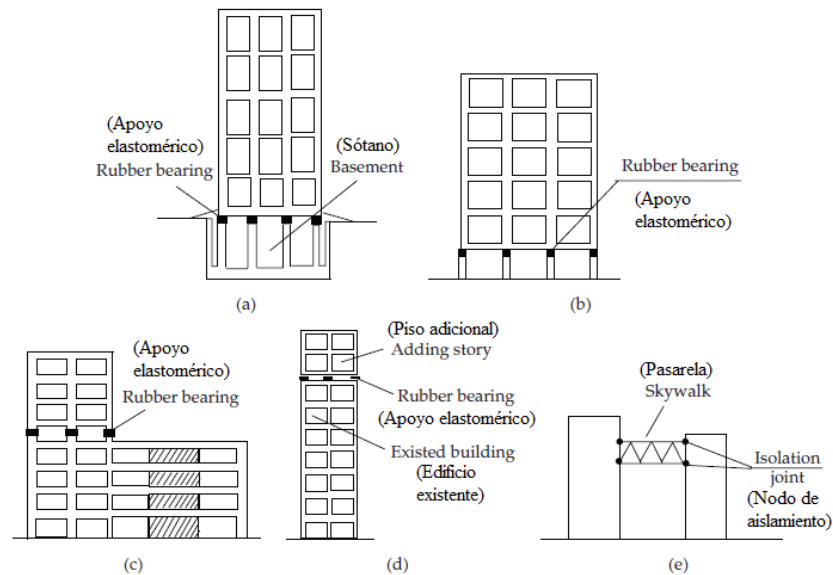 (Apoyo
elastomérico)
Rubber bearing
(Sótano)
Basement
(a)
Rubber bearing
(Apoyo
elastomérico)
(b)
(Apoyo
elastomérico)
Rubber bearing
(c)
(Piso adicional)
Adding story
Rubber bearing
(Apoyo elastomérico)
Existed building
(Edificio
existente)
(d)
(Pasarela)
Skywalk
Isolation
joint
(Nodo de
aislamiento)
(e)